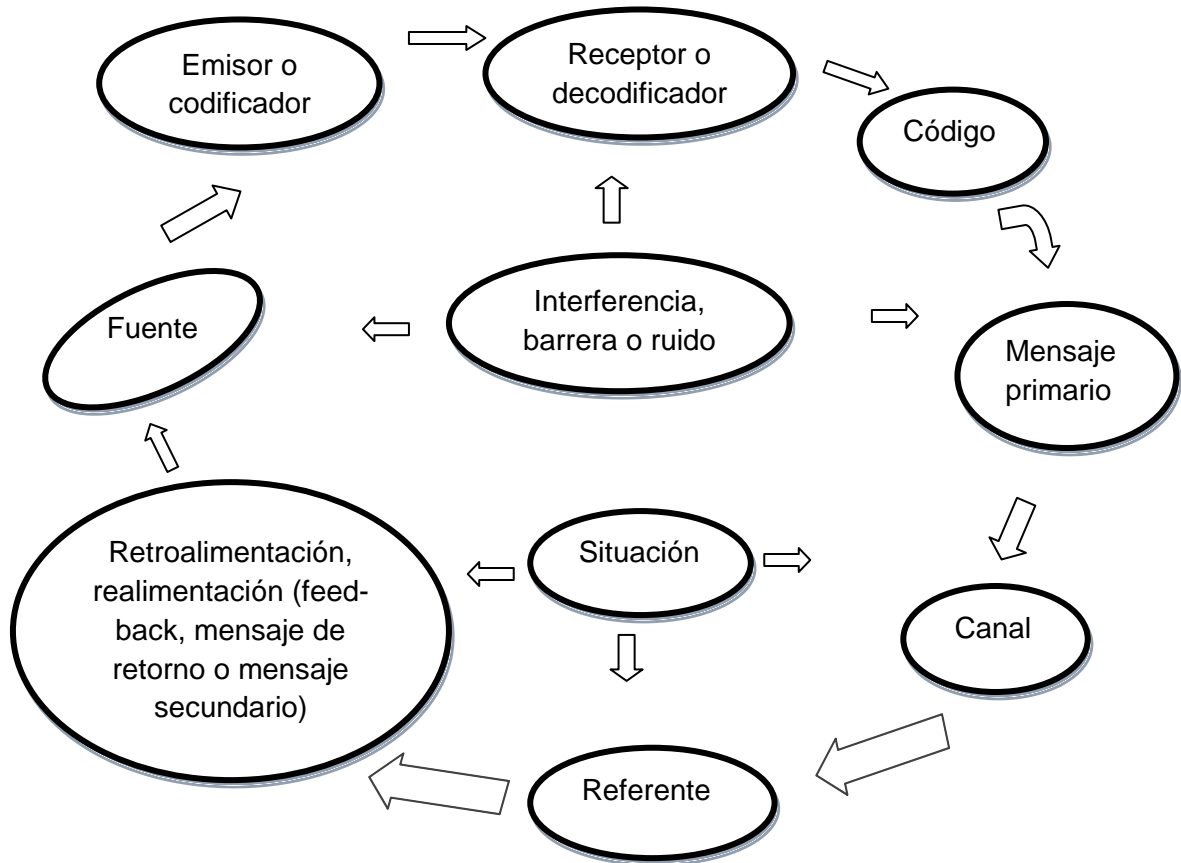 Emisor o
codificador
Receptor o
decodificador
Código
Fuente
Interferencia,
barrera o ruido
Mensaje
primario
Retroalimentación,
realimentación (feed-
back, mensaje de
retorno o mensaje
secundario)
Situación
Canal
Referente